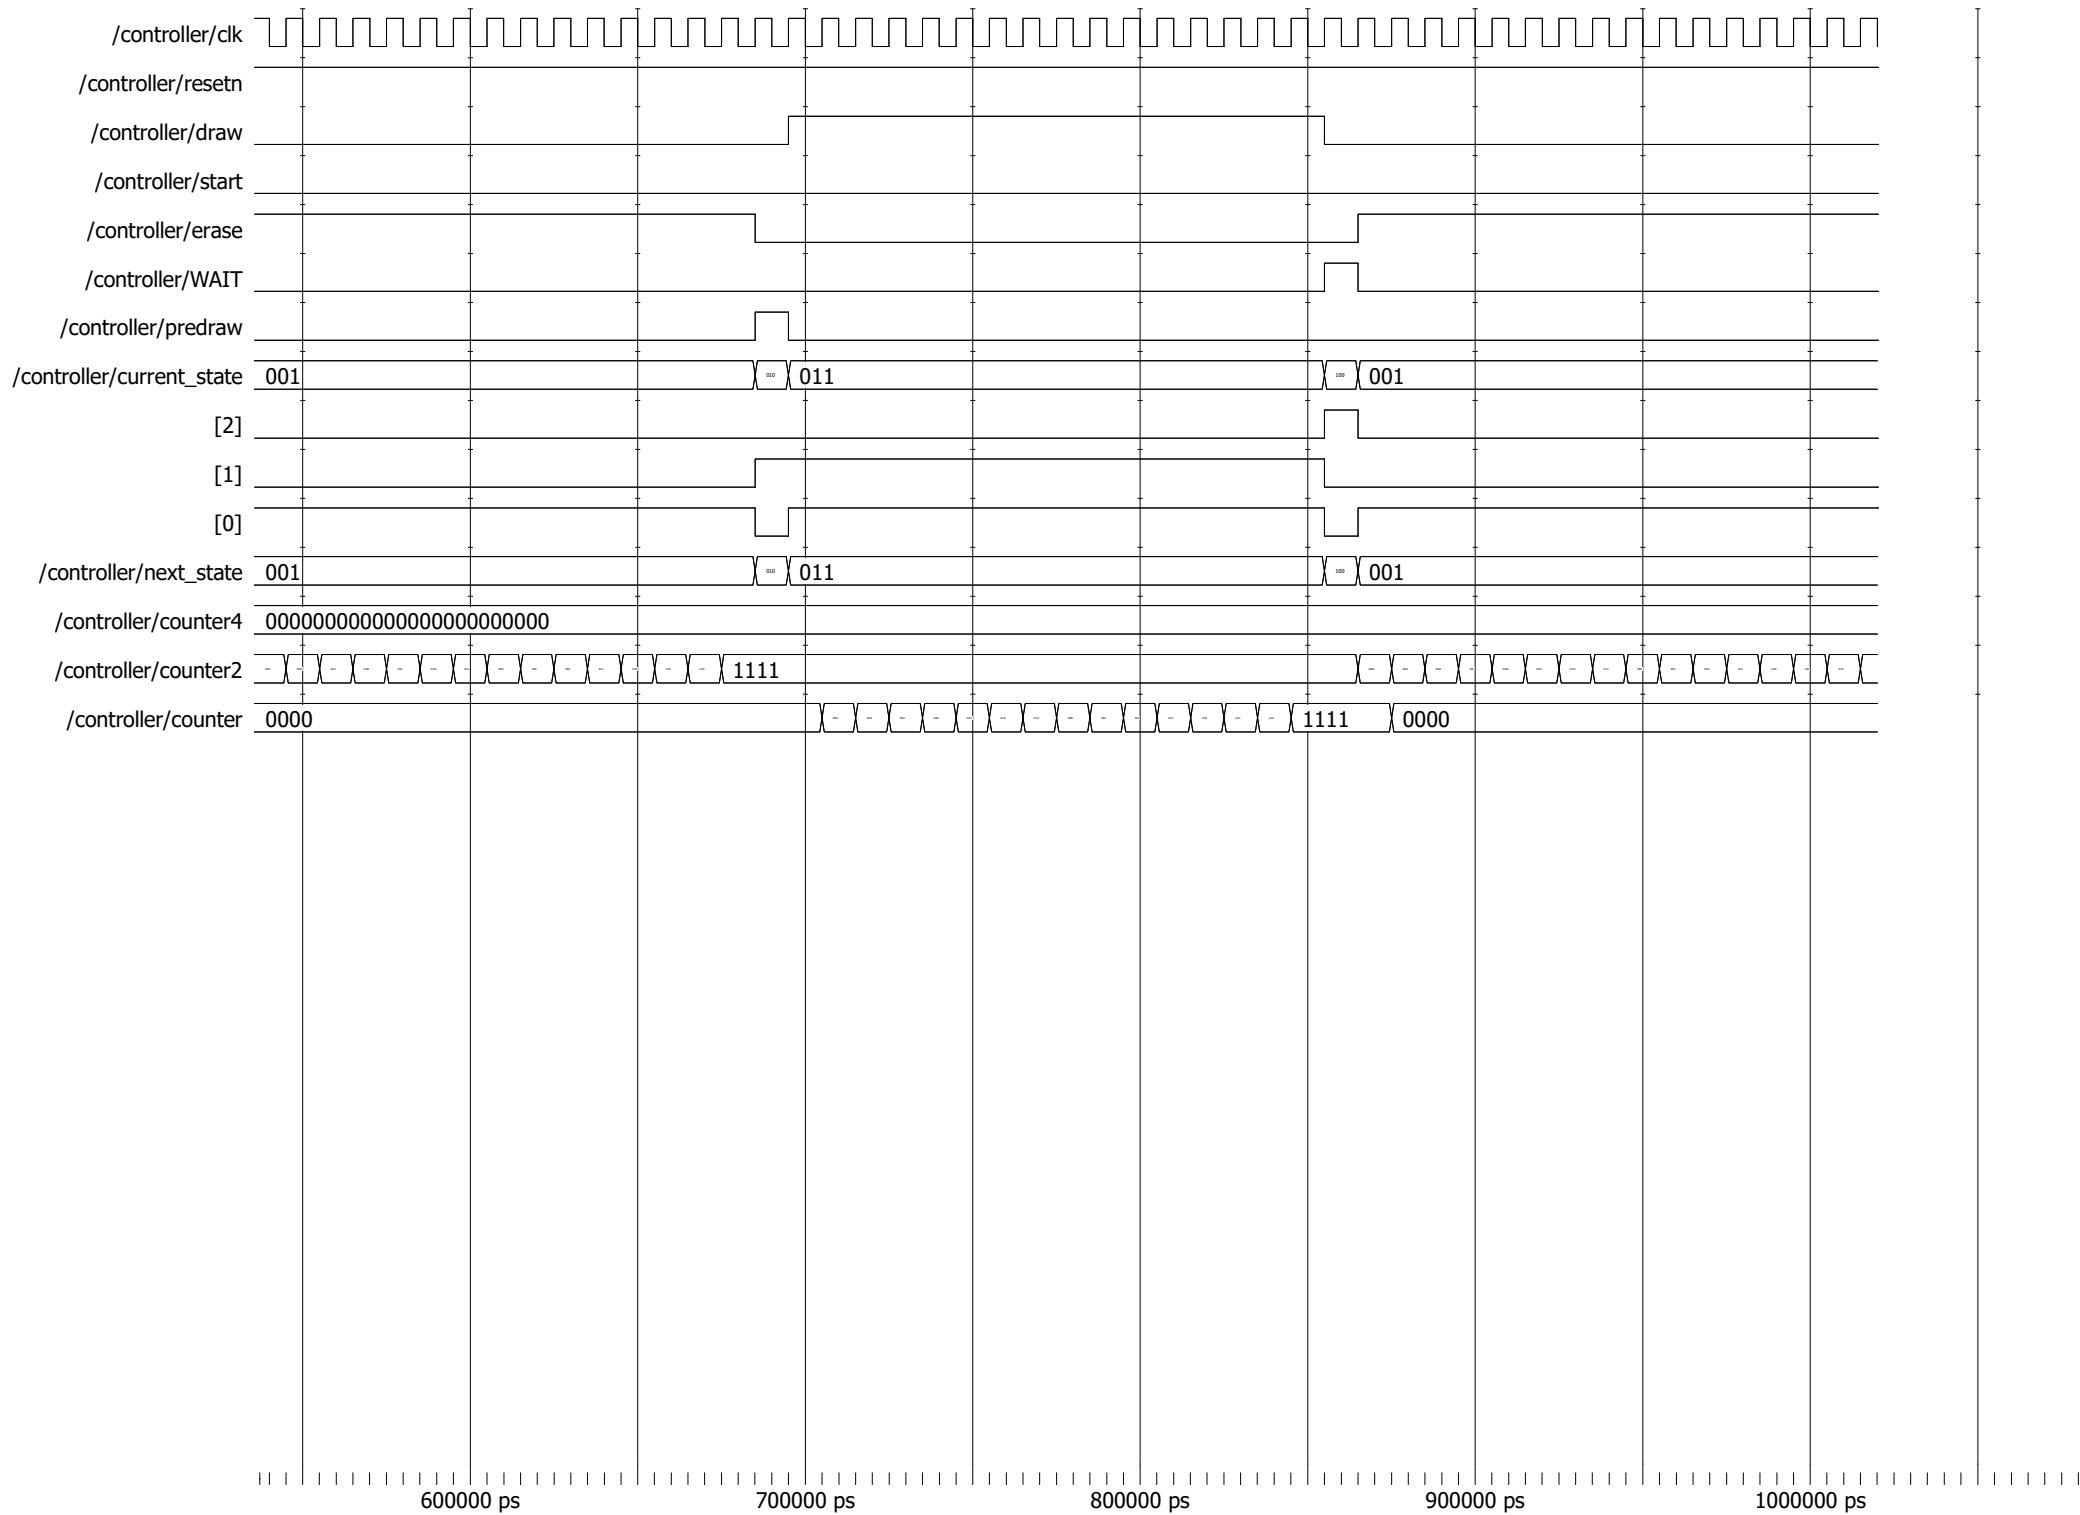 /controller/clk
/controller/resetn
/controller/draw
/controller/start
/controller/erase
/controller/WAIT
/controller/predraw
/controller/current_state 001 010 011 100 001
[2]
[1]
[0]
/controller/next_state 001 010 011 100 001
/controller/counter4 000000000000000000000000
/controller/counter2 1111
/controller/counter 0000 1111 0000
600000 ps 700000 ps 800000 ps 900000 ps 1000000 ps